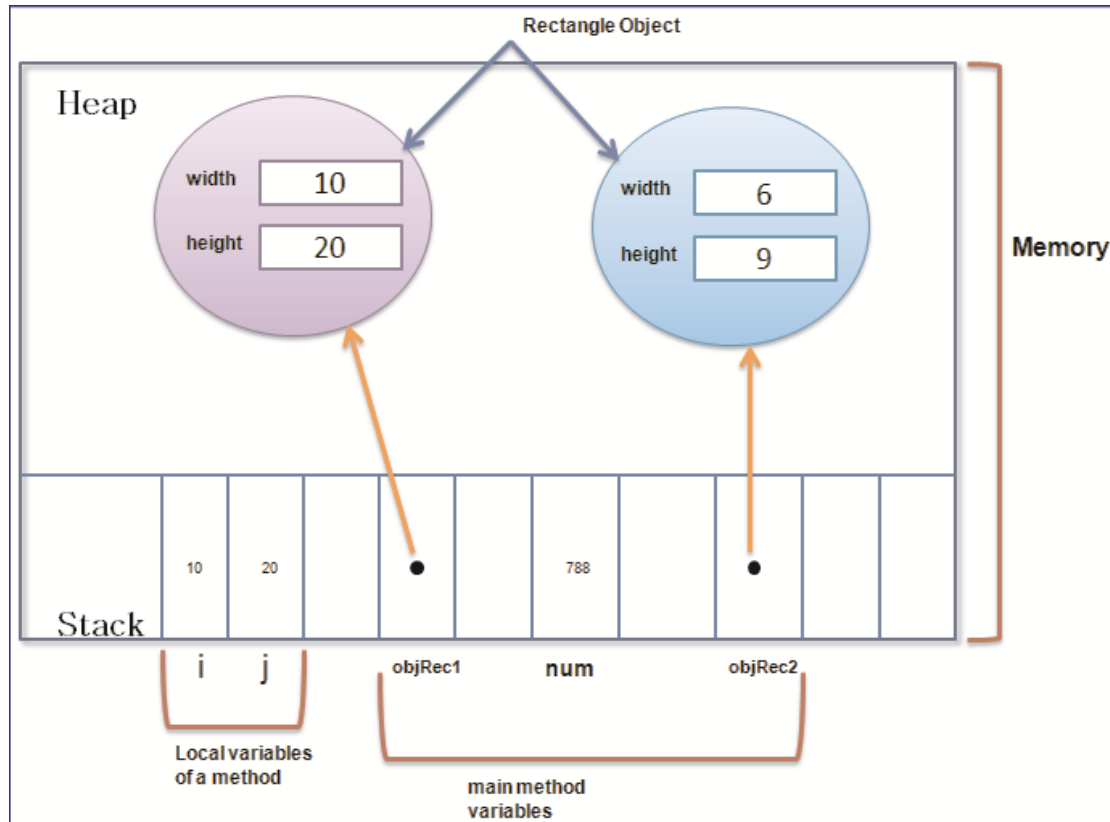 Rectangle Object
Heap
width 10
height 20
width 6
height 9
Memory
10 20 788
Stack
i j objRec1 num objRec2
Local variables
of a method
main method
variables